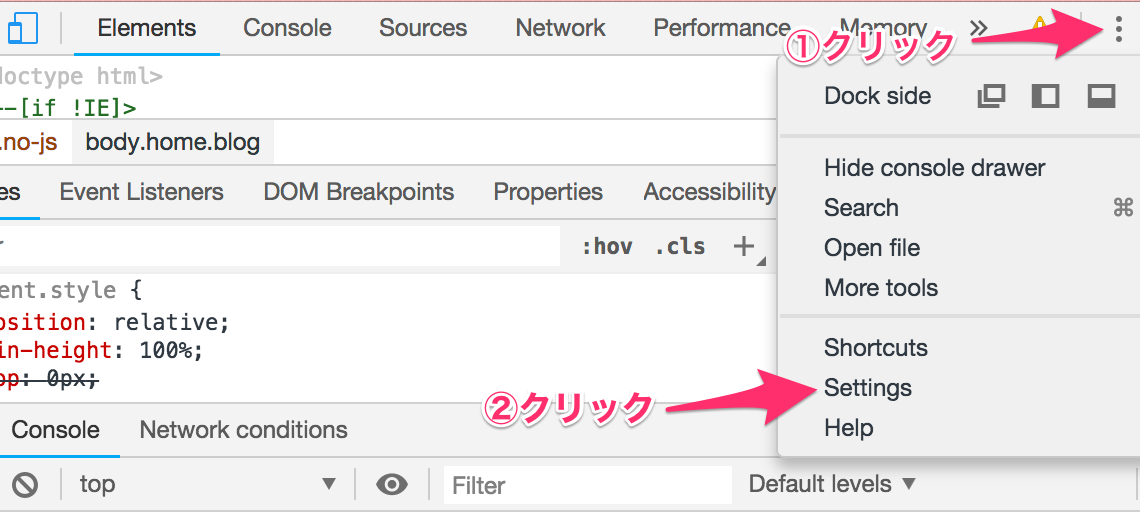 Elements Console Sources Network Performance Memory »
①クリック
doctype html>
--[if !IE]>
.no-js body.home.blog
es Event Listeners DOM Breakpoints Properties Accessibility
:hov .cls +
ent.style {
osition: relative;
in-height: 100%;
op: 0px;
Console Network conditions
top Filter Default levels
Dock side
Hide console drawer
Search ⌘
Open file
More tools
Shortcuts
Settings
②クリック
Help